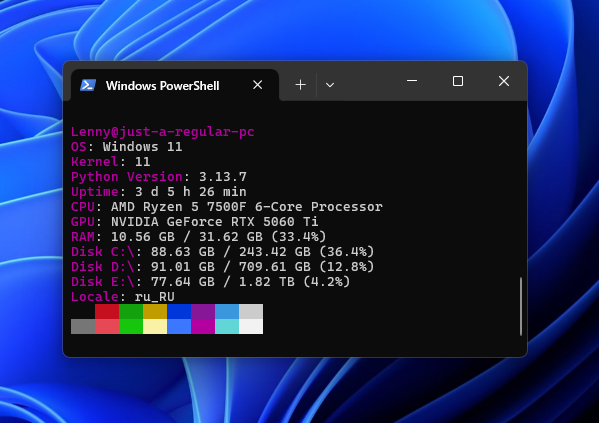 Windows PowerShell
Lenny@just-a-regular-pc
OS: Windows 11
Kernel: 11
Python Version: 3.13.7
Uptime: 3 d 5 h 26 min
CPU: AMD Ryzen 5 7500F 6-Core Processor
GPU: NVIDIA GeForce RTX 5060 Ti
RAM: 10.56 GB / 31.62 GB (33.4%)
Disk C:\: 88.63 GB / 243.42 GB (36.4%)
Disk D:\: 91.01 GB / 709.61 GB (12.8%)
Disk E:\: 77.64 GB / 1.82 TB (4.2%)
Locale: ru_RU